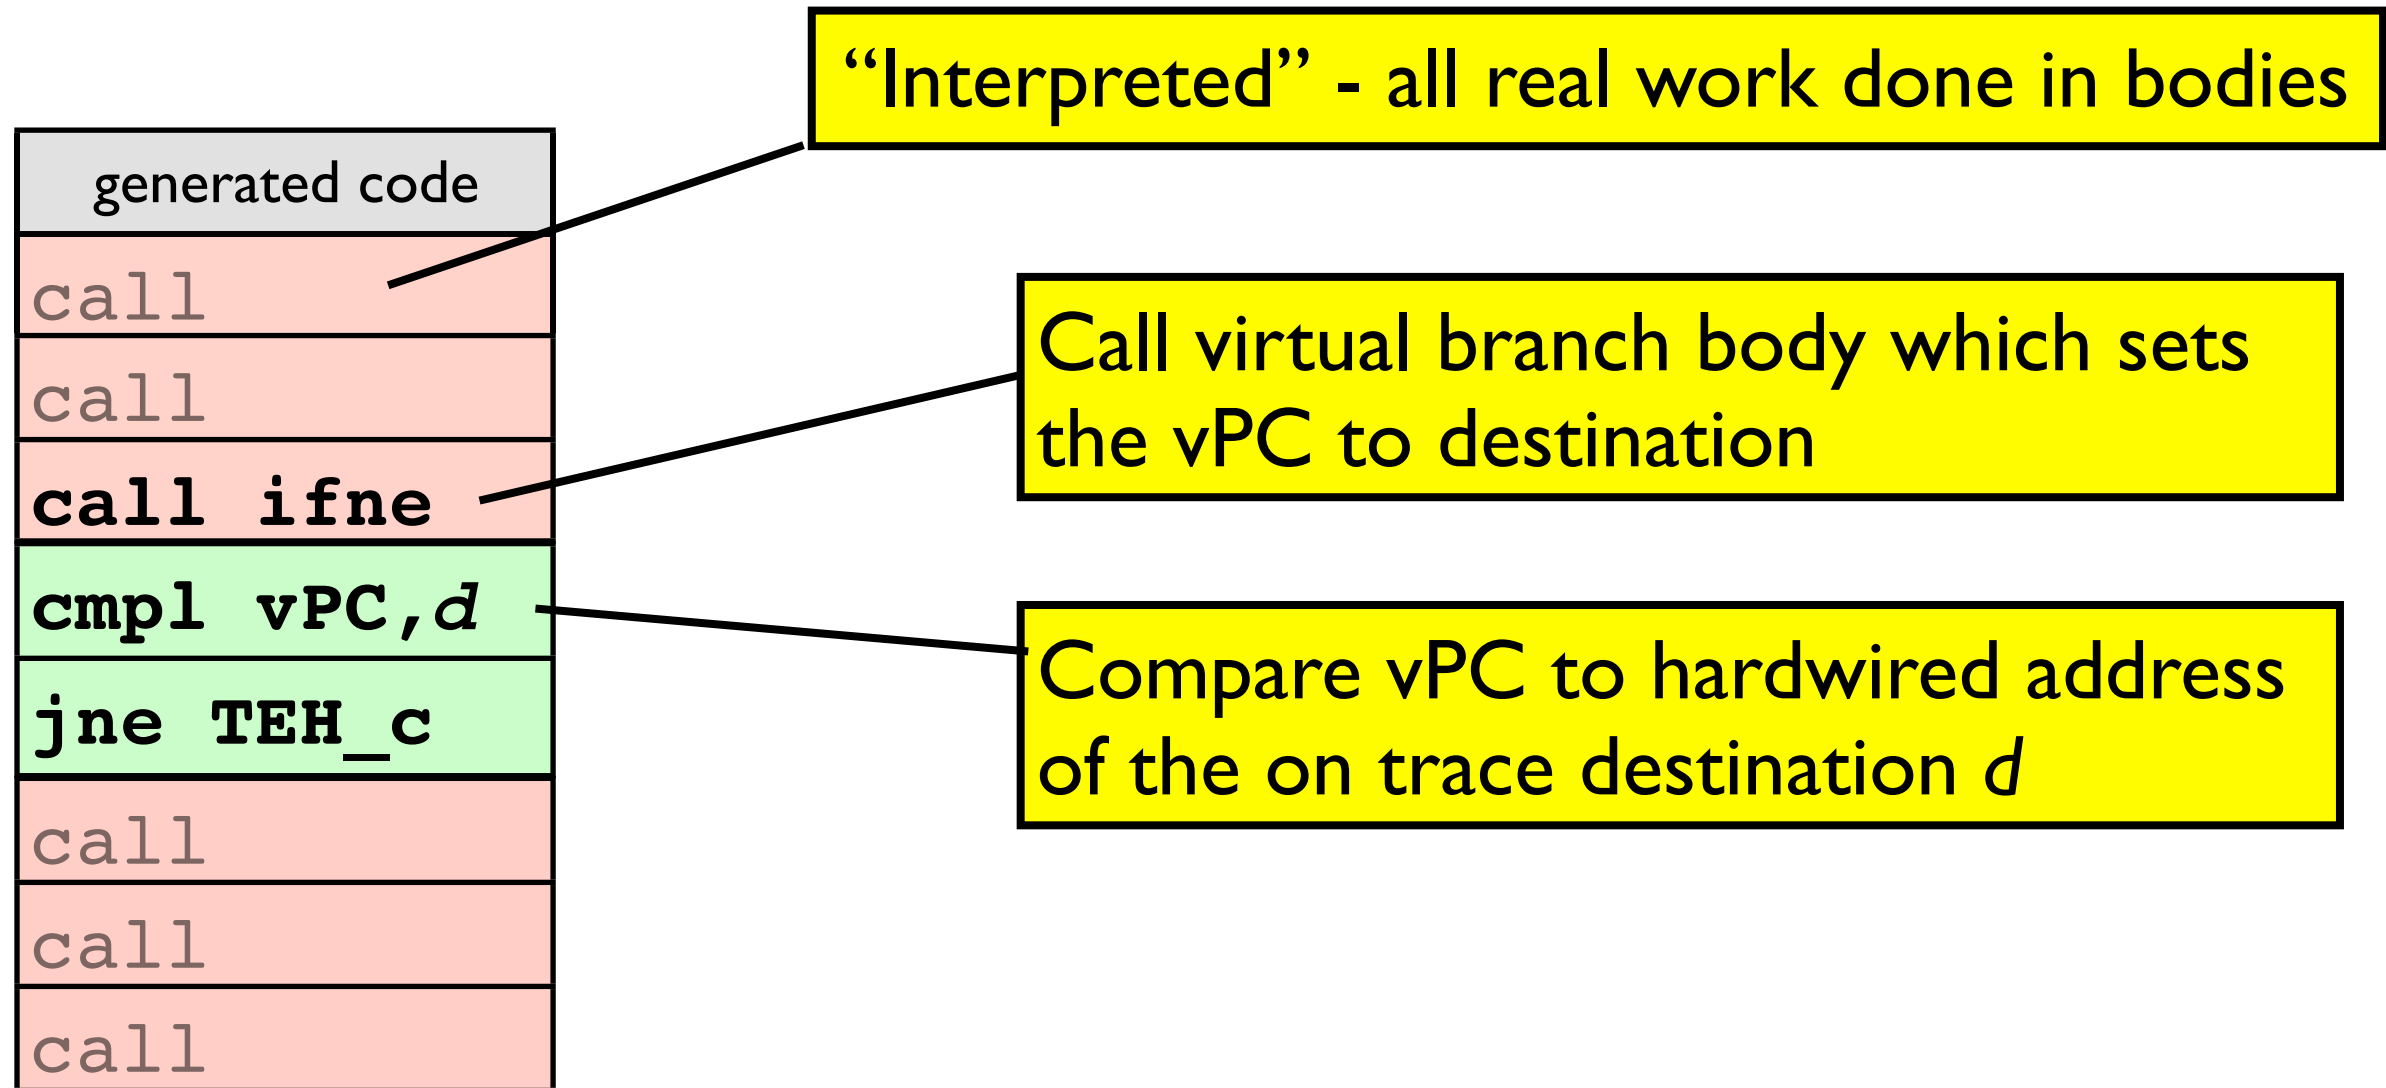 “Interpreted” - all real work done in bodies
generated code
call
call
call ifne
cmpl vPC,d
jne TEH_c
call
call
call
Call virtual branch body which sets
the vPC to destination
Compare vPC to hardwired address
of the on trace destination d